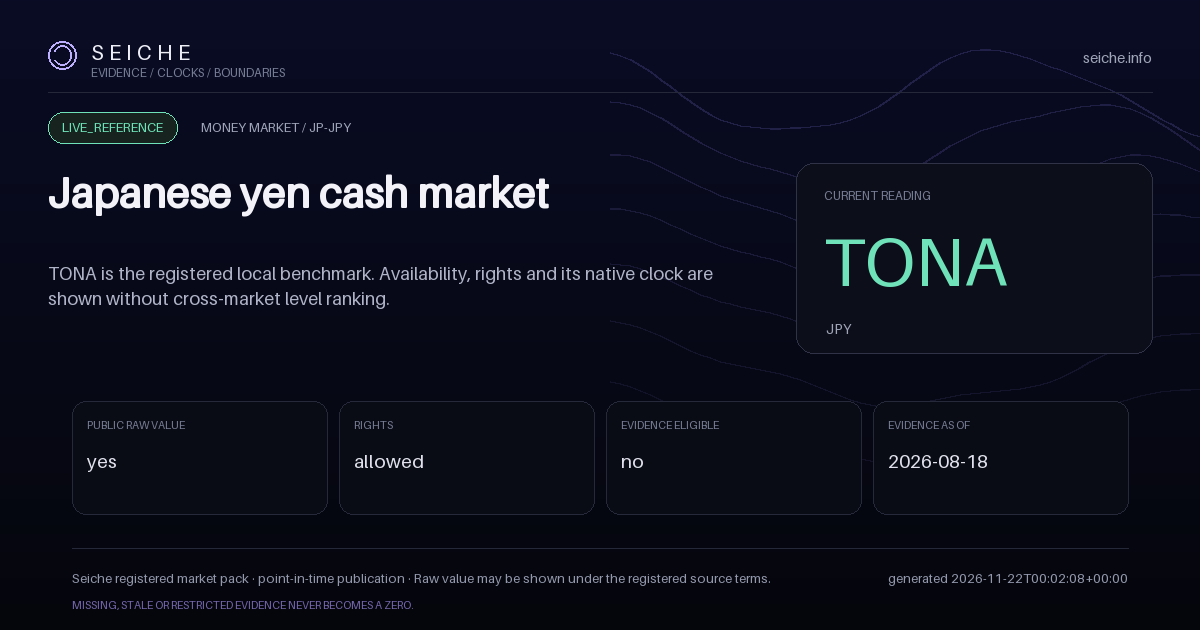 SEICHE
EVIDENCE / CLOCKS / BOUNDARIES
seiche.info
LIVE_REFERENCE
MONEY MARKET / JP-JPY
Japanese yen cash market
TONA is the registered local benchmark. Availability, rights and its native clock are
shown without cross-market level ranking.
CURRENT READING
TONA
JPY
PUBLIC RAW VALUE
yes
RIGHTS
allowed
EVIDENCE ELIGIBLE
no
EVIDENCE AS OF
2026-08-18
Seiche registered market pack · point-in-time publication · Raw value may be shown under the registered source terms.
generated 2026-11-22T00:02:08+00:00
MISSING, STALE OR RESTRICTED EVIDENCE NEVER BECOMES A ZERO.